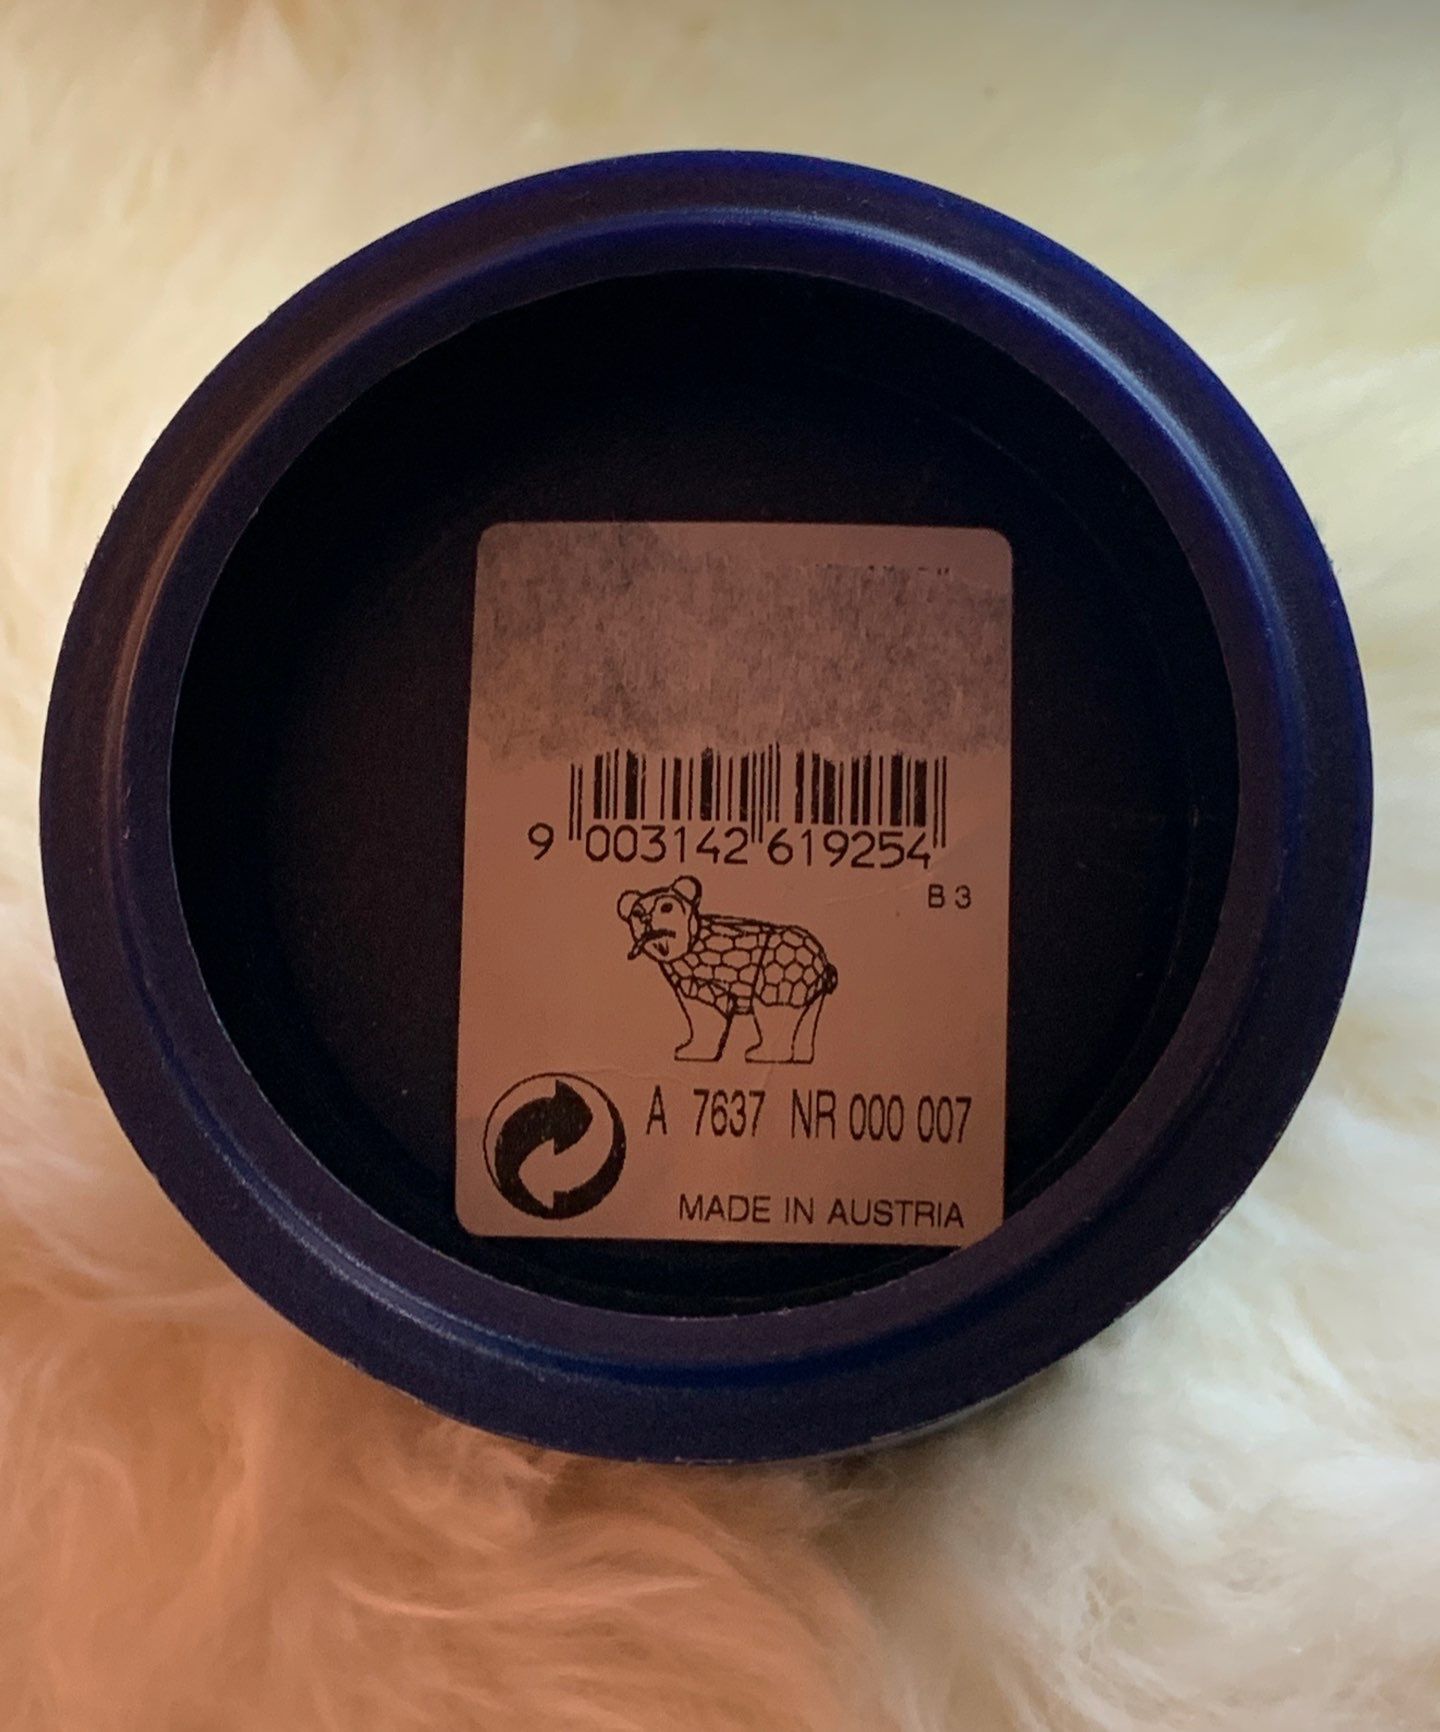 9 003142 619254
B 3
A 7637 NR 000 007
MADE IN AUSTRIA